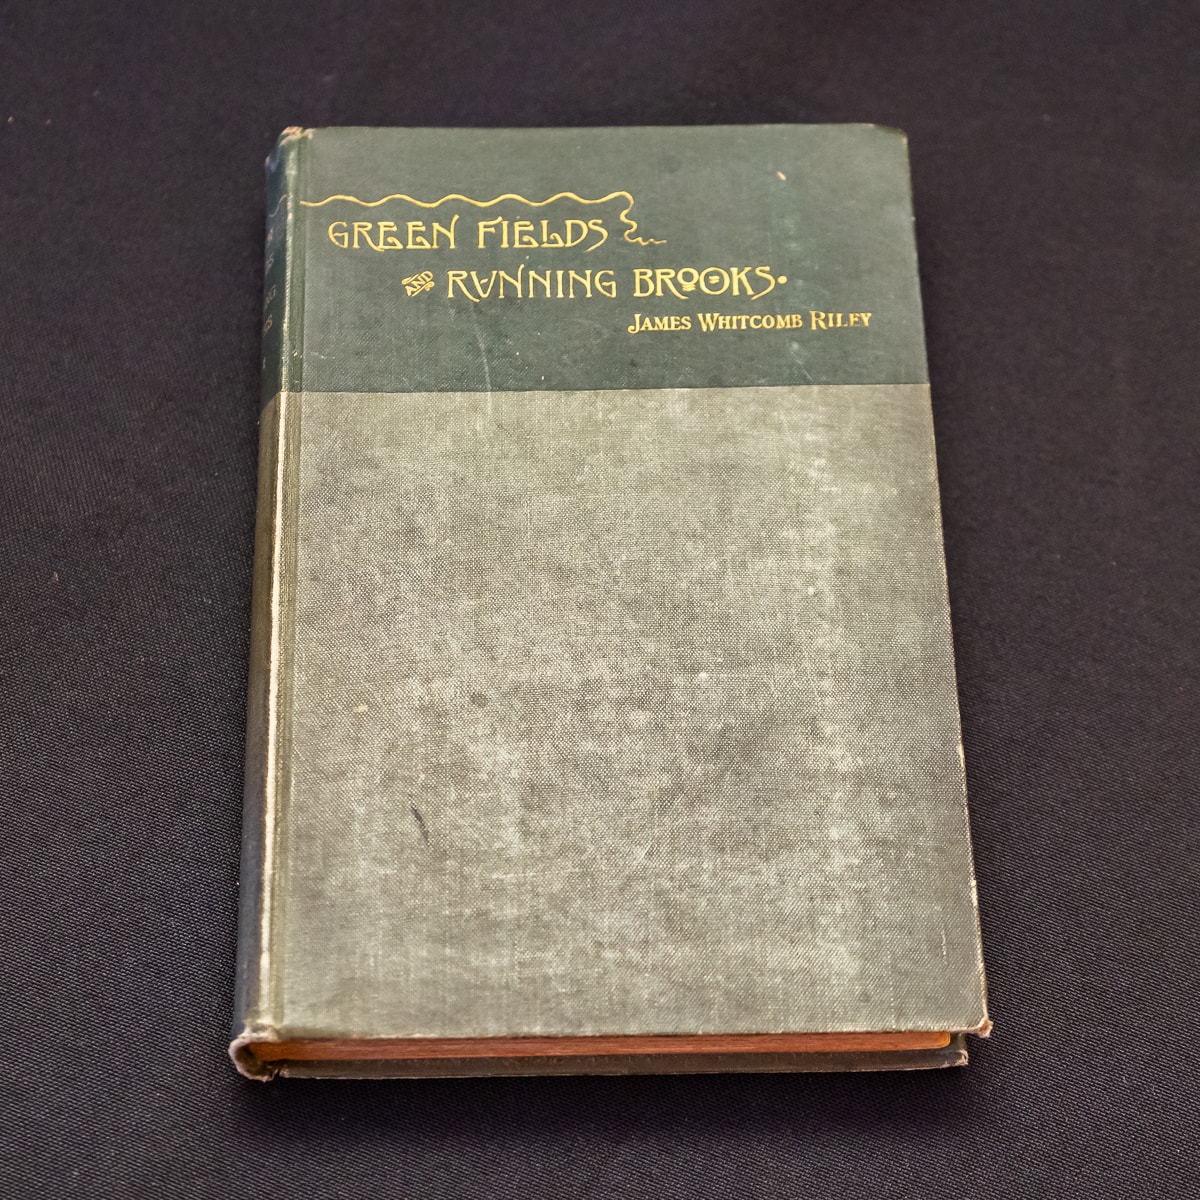 GREEN FIELDS
AND RUNNING BROOKS.
JAMES WHITCOMB RILEY